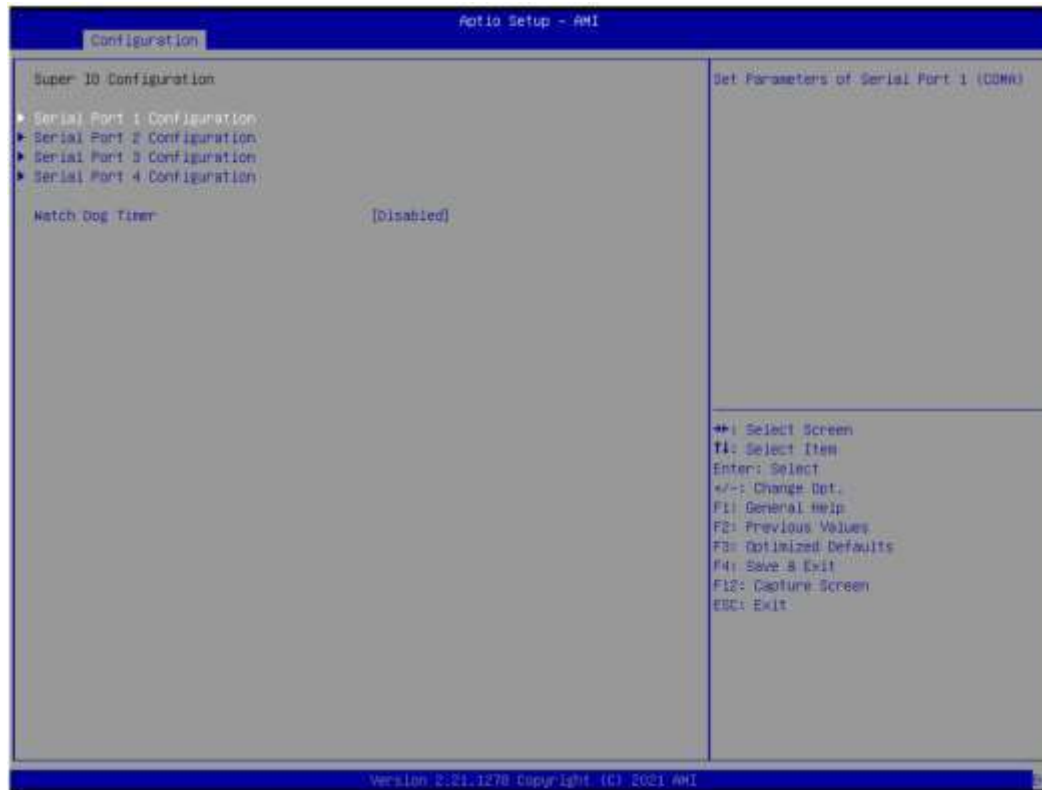 Aptio Setup - AMI
Configuration
Super IO Configuration
Serial Port 1 Configuration
Serial Port 2 Configuration
Serial Port 3 Configuration
Serial Port 4 Configuration
Watch Dog Timer [Disabled]
Set Parameters of Serial Port 1 (COMA)
→←: Select Screen
↑↓: Select Item
Enter: Select
+/-: Change Opt.
F1: General Help
F2: Previous Values
F3: Optimized Defaults
F4: Save & Exit
F12: Capture Screen
ESC: Exit
Version 2.21.1278 Copyright (C) 2021 AMI